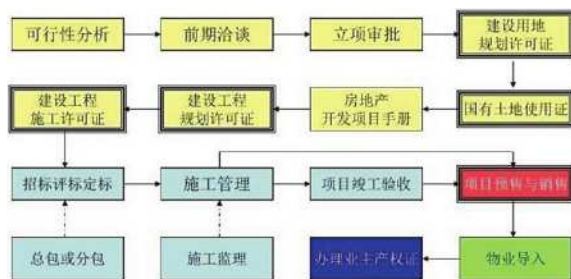 可行性分析
前期洽谈
立项审批
建设用地
规划许可证
建设工程
施工许可证
建设工程
规划许可证
房地产
开发项目手册
国有土地使用证
招标评标定标
施工管理
项目竣工验收
项目预售与销售
总包或分包
施工监理
办理业主产权证
物业导入